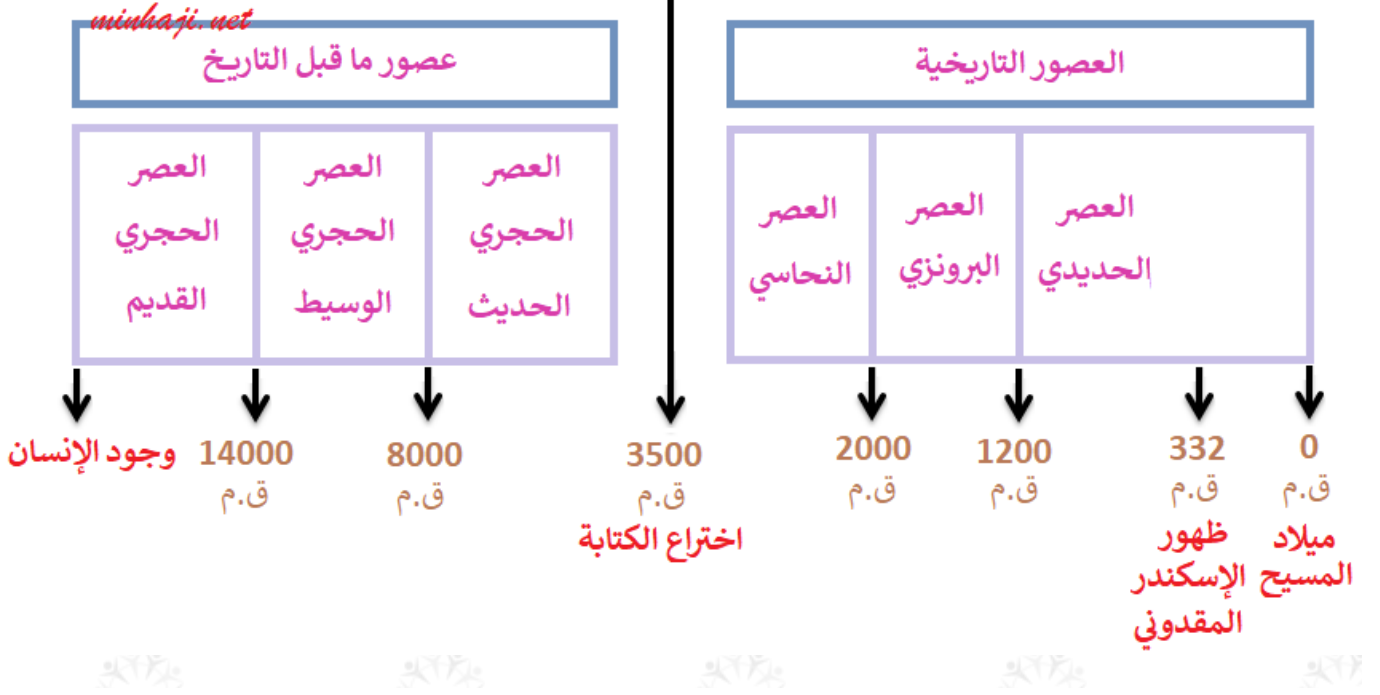 minhaji.net
عصور ما قبل التاريخ
العصور التاريخية
العصر
الحجري
القديم
العصر
الحجري
الوسيط
العصر
الحجري
الحديث
العصر
النحاسي
العصر
البرونزي
العصر
الحديدي
وجود الإنسان
14000
ق.م
8000
ق.م
3500
ق.م
اختراع الكتابة
2000
ق.م
1200
ق.م
332
ق.م
ظهور
الإسكندر
المقدوني
0
ق.م
ميلاد
المسيح